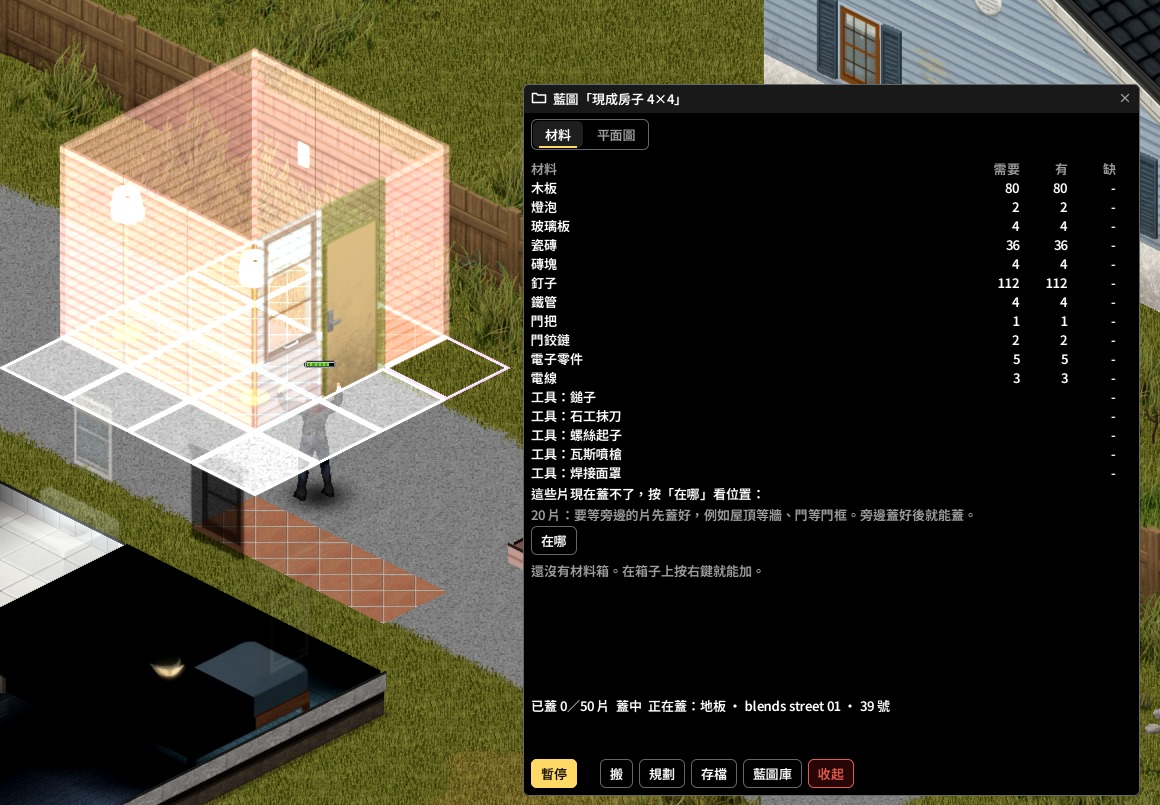 藍圖「現成房子 4×4」
材料 平面圖
材料 需要 有 缺
木板 80 80 -
燈泡 2 2 -
玻璃板 4 4 -
瓷磚 36 36 -
磚塊 4 4 -
釘子 112 112 -
鐵管 4 4 -
門把 1 1 -
門鉸鏈 2 2 -
電子零件 5 5 -
電線 3 3 -
工具：鎚子 -
工具：石工抹刀 -
工具：螺絲起子 -
工具：瓦斯噴槍 -
工具：焊接面罩 -
這些片現在蓋不了，按「在哪」看位置：
20 片：要等旁邊的片先蓋好，例如屋頂等牆、門等門框。旁邊蓋好後就能蓋。
在哪
還沒有材料箱。在箱子上按右鍵就能加。
已蓋 0／50 片 蓋中 正在蓋：地板 · blends street 01 · 39 號
暫停 搬 規劃 存檔 藍圖庫 收起